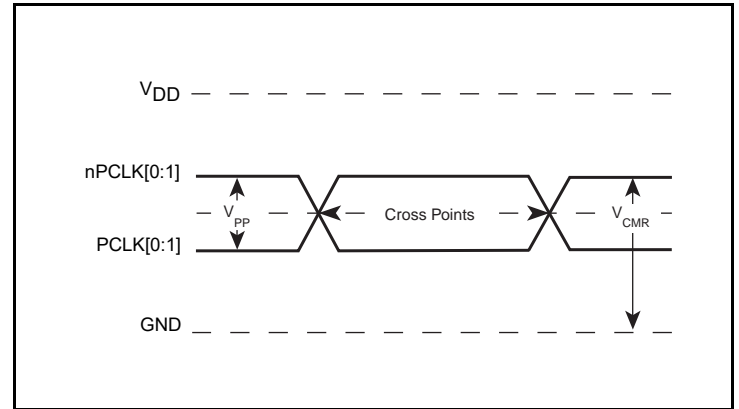 VDD
nPCLK[0:1]
VPP
Cross Points
VCMR
PCLK[0:1]
GND